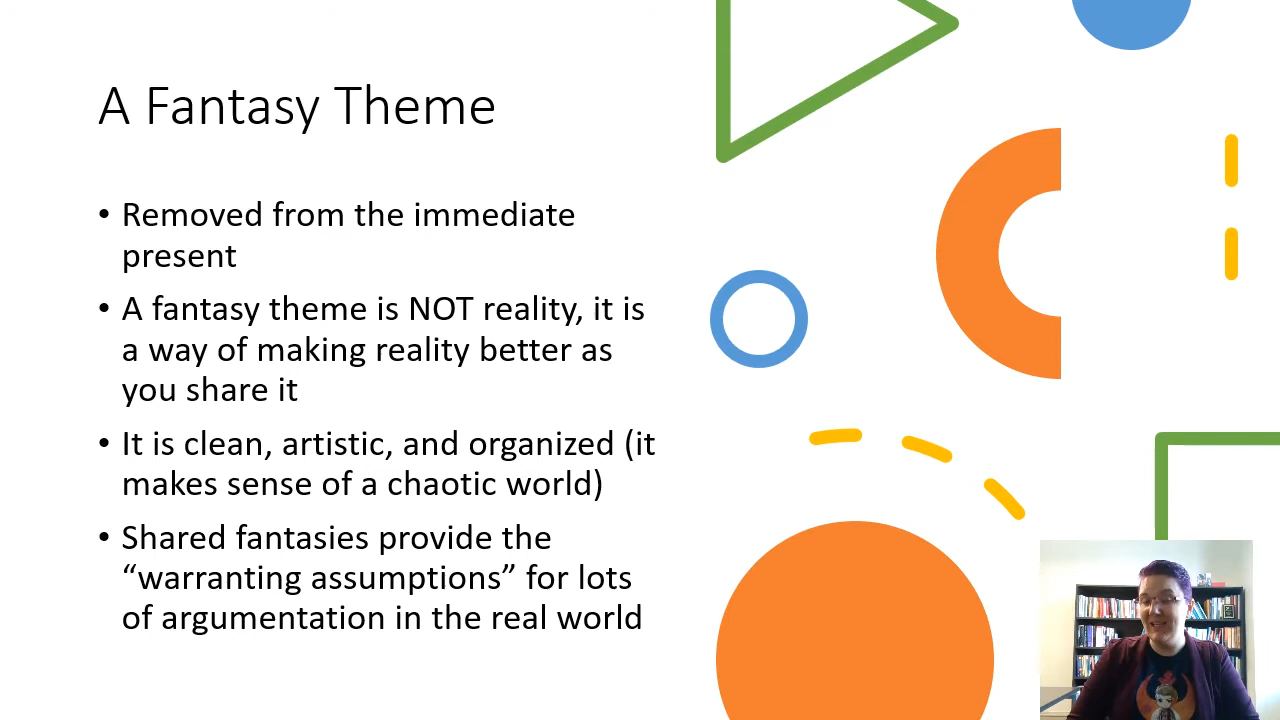 A Fantasy Theme
• Removed from the immediate
present
• A fantasy theme is NOT reality, it is
a way of making reality better as
you share it
• It is clean, artistic, and organized (it
makes sense of a chaotic world)
• Shared fantasies provide the
“warranting assumptions” for lots
of argumentation in the real world